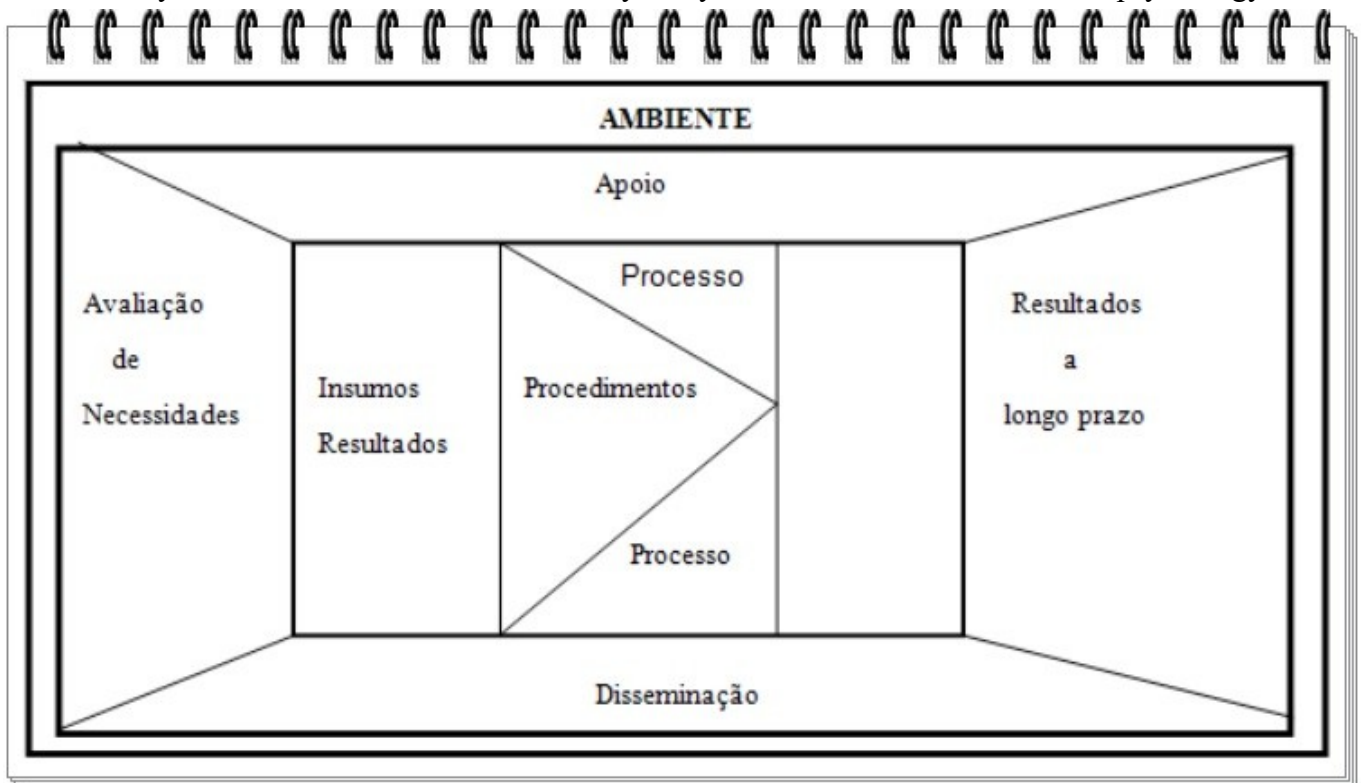 AMBIENTE
Apoio
Processo
Avaliação
de
Necessidades
Insumos
Resultados
Procedimentos
Resultados
a
longo prazo
Processo
Disseminação